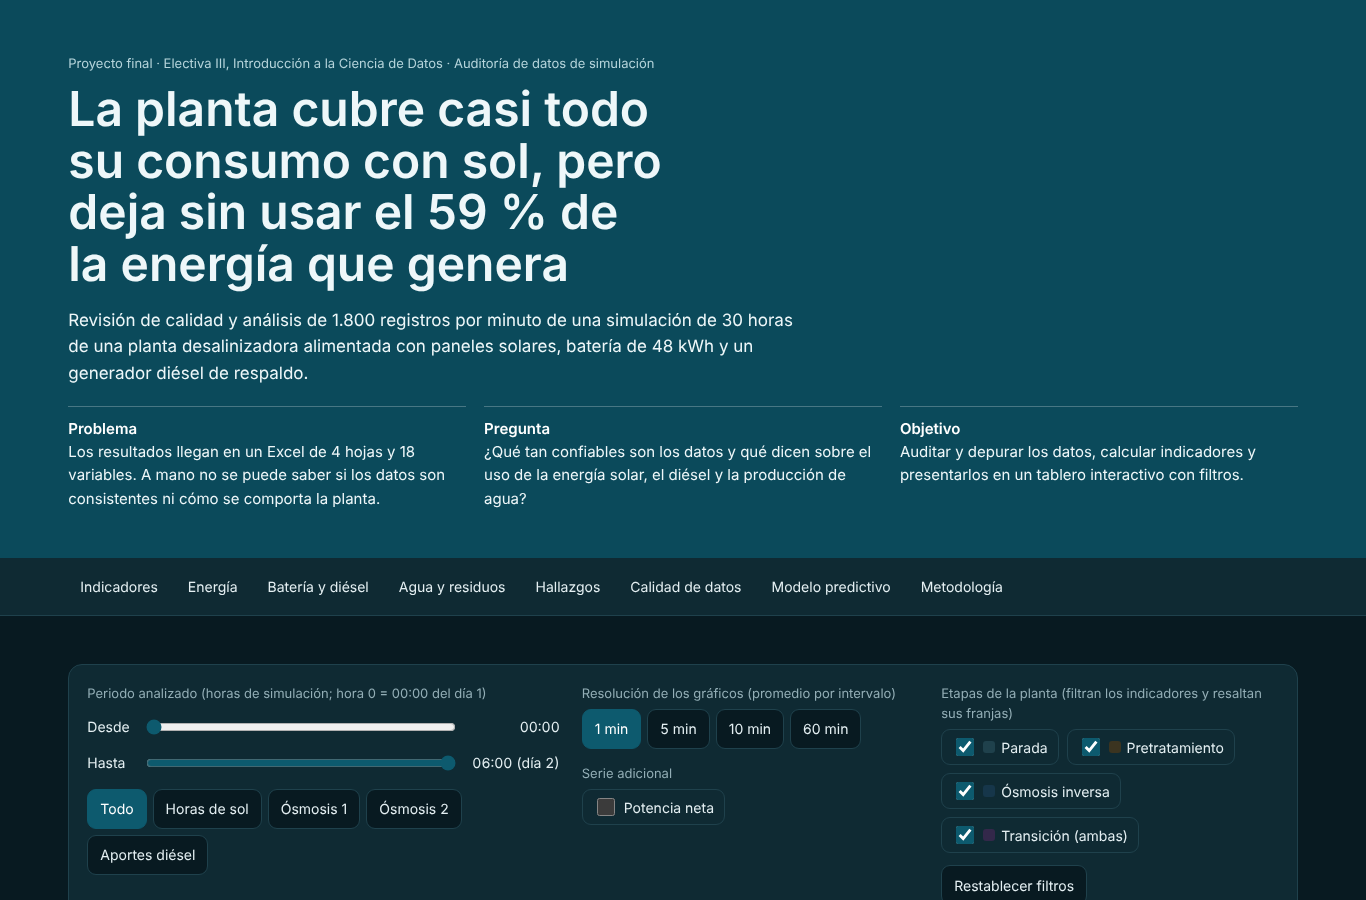 Proyecto final · Electiva III, Introducción a la Ciencia de Datos · Auditoría de datos de simulación
La planta cubre casi todo
su consumo con sol, pero
deja sin usar el 59 % de
la energía que genera
Revisión de calidad y análisis de 1.800 registros por minuto de una simulación de 30 horas
de una planta desalinizadora alimentada con paneles solares, batería de 48 kWh y un
generador diésel de respaldo.
Problema
Los resultados llegan en un Excel de 4 hojas y 18
variables. A mano no se puede saber si los datos son
consistentes ni cómo se comporta la planta.
Pregunta
¿Qué tan confiables son los datos y qué dicen sobre el
uso de la energía solar, el diésel y la producción de
agua?
Objetivo
Auditar y depurar los datos, calcular indicadores y
presentarlos en un tablero interactivo con filtros.
Indicadores Energía Batería y diésel Agua y residuos Hallazgos Calidad de datos Modelo predictivo Metodología
Periodo analizado (horas de simulación; hora 0 = 00:00 del día 1)
Desde 00:00
Hasta 06:00 (día 2)
Todo Horas de sol Ósmosis 1 Ósmosis 2
Aportes diésel
Resolución de los gráficos (promedio por intervalo)
1 min 5 min 10 min 60 min
Serie adicional
Potencia neta
Etapas de la planta (filtran los indicadores y resaltan
sus franjas)
Parada Pretratamiento
Ósmosis inversa
Transición (ambas)
Restablecer filtros